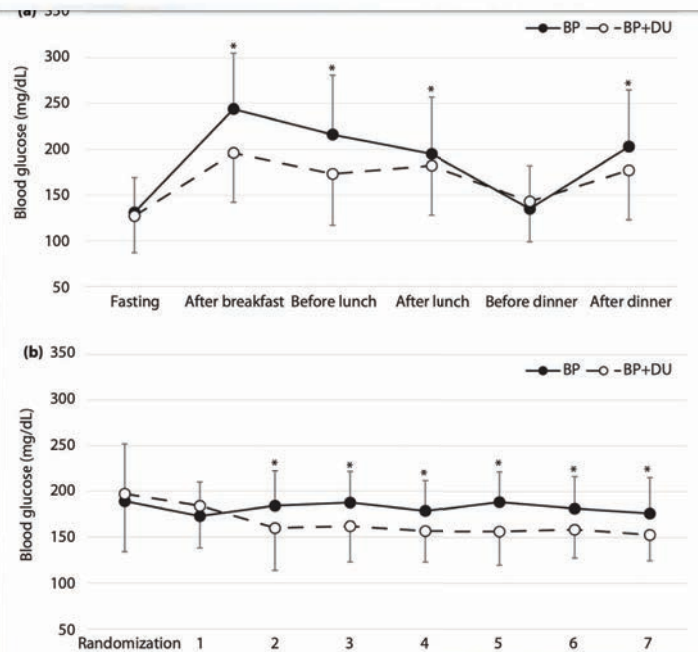 (a) 350
BP BP+DU
*
*
*
*
300
250
200
150
100
50
Blood glucose (mg/dL)
Fasting After breakfast Before lunch After lunch Before dinner After dinner
(b) 350
BP BP+DU
*
*
*
*
*
*
300
250
200
150
100
50
Blood glucose (mg/dL)
Randomization 1 2 3 4 5 6 7